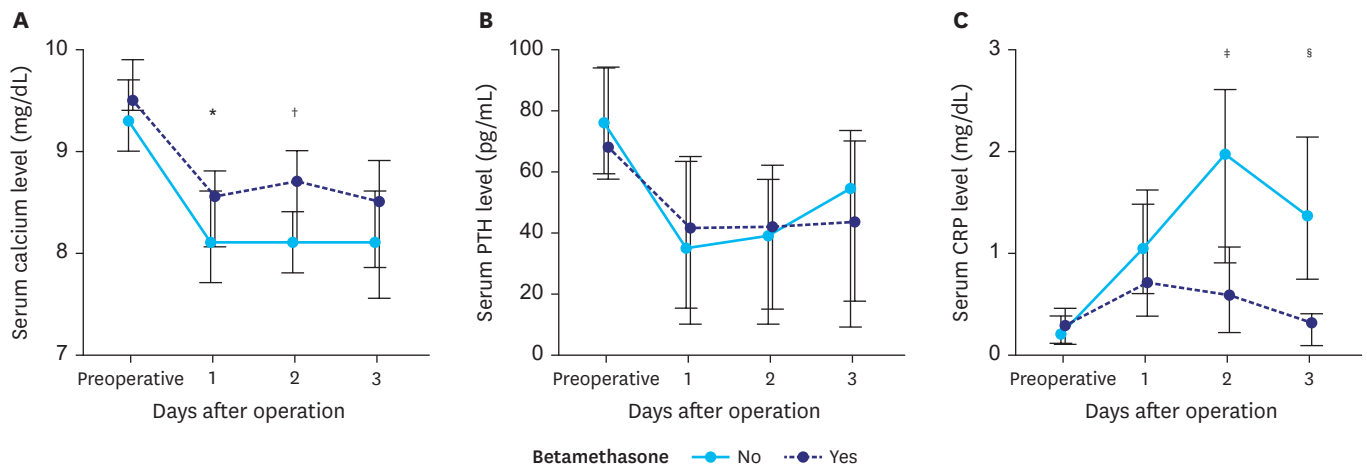 A
Serum calcium level (mg/dL)
10
9
8
7
*
†
Preoperative 1 2 3
Days after operation
B
Serum PTH level (pg/mL)
100
80
60
40
20
0
Preoperative 1 2 3
Days after operation
C
Serum CRP level (mg/dL)
3
2
1
0
‡
§
Preoperative 1 2 3
Days after operation
Betamethasone No Yes